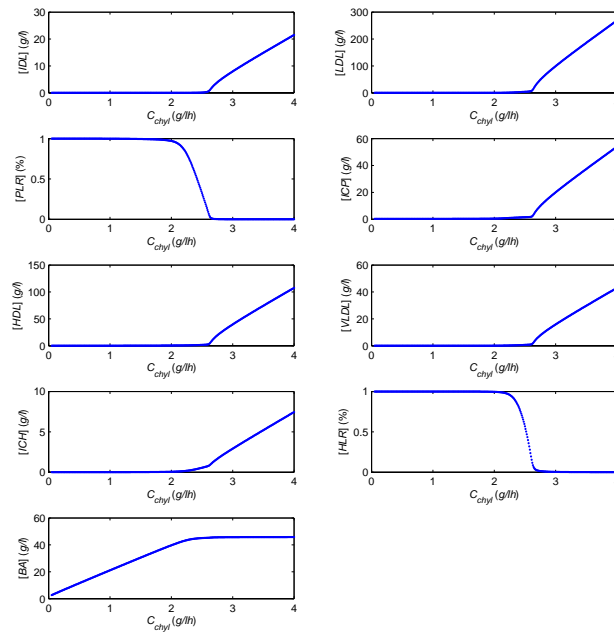 30
20
10
0
[IDL] (g/l)
0 1 2 3 4
C_chyl (g/lh)
300
200
100
0
[LDL] (g/l)
0 1 2 3
C_chyl (g/lh)
1
0.5
0
[PLR] (%)
0 1 2 3 4
C_chyl (g/lh)
60
40
20
0
[ICP] (g/l)
0 1 2 3
C_chyl (g/lh)
150
100
50
0
[HDL] (g/l)
0 1 2 3 4
C_chyl (g/lh)
60
40
20
0
[VLDL] (g/l)
0 1 2 3
C_chyl (g/lh)
10
5
0
[ICH] (g/l)
0 1 2 3 4
C_chyl (g/lh)
1
0.5
0
[HLR] (%)
0 1 2 3
C_chyl (g/lh)
60
40
20
0
[BA] (g/l)
0 1 2 3 4
C_chyl (g/lh)